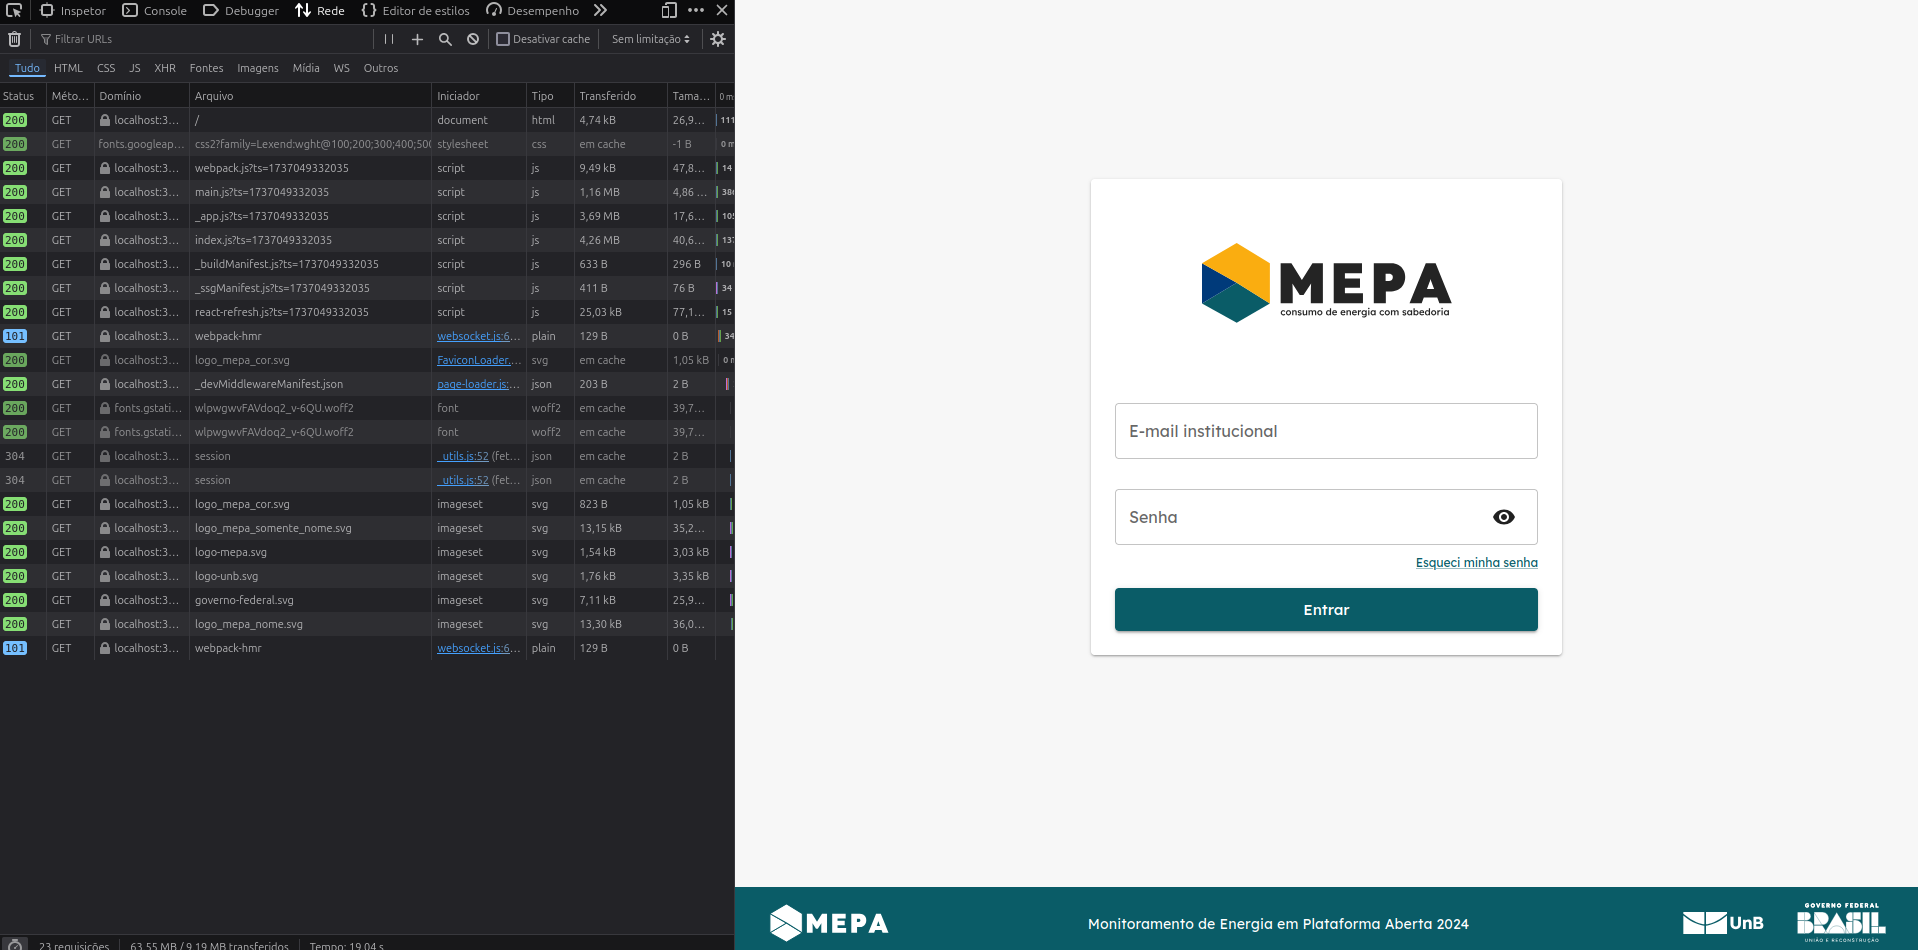 Inspetor Console Debugger Rede Editor de estilos Desempenho
Filtrar URLs Desativar cache Sem limitação
Tudo HTML CSS JS XHR Fontes Imagens Mídia WS Outros
Status Méto... Domínio Arquivo Iniciador Tipo Transferido Tama... 0 ms
200 GET localhost:3... / document html 4,74 kB 26,9... 111
200 GET fonts.googleap... css2?family=Lexend:wght@100;200;300;400;500 stylesheet css em cache -1 B 0 m
200 GET localhost:3... webpack.js?ts=1737049332035 script js 9,49 kB 47,8... 14
200 GET localhost:3... main.js?ts=1737049332035 script js 1,16 MB 4,86 ... 386
200 GET localhost:3... _app.js?ts=1737049332035 script js 3,69 MB 17,6... 105
200 GET localhost:3... index.js?ts=1737049332035 script js 4,26 MB 40,6... 137
200 GET localhost:3... _buildManifest.js?ts=1737049332035 script js 633 B 296 B 10
200 GET localhost:3... _ssgManifest.js?ts=1737049332035 script js 411 B 76 B 34
200 GET localhost:3... react-refresh.js?ts=1737049332035 script js 25,03 kB 77,1... 15
101 GET localhost:3... webpack-hmr websocket.js:6... plain 129 B 0 B 34
200 GET localhost:3... logo_mepa_cor.svg FaviconLoader.... svg em cache 1,05 kB 0 m
200 GET localhost:3... _devMiddlewareManifest.json page-loader.js:... json 203 B 2 B
200 GET fonts.gstati... wlpwgwvFAVdoq2_v-6QU.woff2 font woff2 em cache 39,7...
200 GET fonts.gstati... wlpwgwvFAVdoq2_v-6QU.woff2 font woff2 em cache 39,7...
304 GET localhost:3... session _utils.js:52 (fet... json em cache 2 B
304 GET localhost:3... session _utils.js:52 (fet... json em cache 2 B
200 GET localhost:3... logo_mepa_cor.svg imageset svg 823 B 1,05 kB
200 GET localhost:3... logo_mepa_somente_nome.svg imageset svg 13,15 kB 35,2...
200 GET localhost:3... logo-mepa.svg imageset svg 1,54 kB 3,03 kB
200 GET localhost:3... logo-unb.svg imageset svg 1,76 kB 3,35 kB
200 GET localhost:3... governo-federal.svg imageset svg 7,11 kB 25,9...
200 GET localhost:3... logo_mepa_nome.svg imageset svg 13,30 kB 36,0...
101 GET localhost:3... webpack-hmr websocket.js:6... plain 129 B 0 B
23 requisições 63,55 MB / 9,19 MB transferidos Tempo: 19,04 s
MEPA
consumo de energia com sabedoria
E-mail institucional
Senha
Esqueci minha senha
Entrar
MEPA
Monitoramento de Energia em Plataforma Aberta 2024
UnB
GOVERNO FEDERAL
BRASIL
UNIÃO E RECONSTRUÇÃO